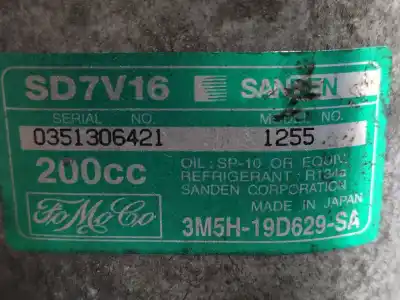 SD7V16 SANDEN
SERIAL NO. MODEL NO.
0351306421 1255
200cc OIL: SP-10 OR EQUIV.
REFRIGERANT: R134a
SANDEN CORPORATION
MADE IN JAPAN
FoMoCo 3M5H-19D629-SA